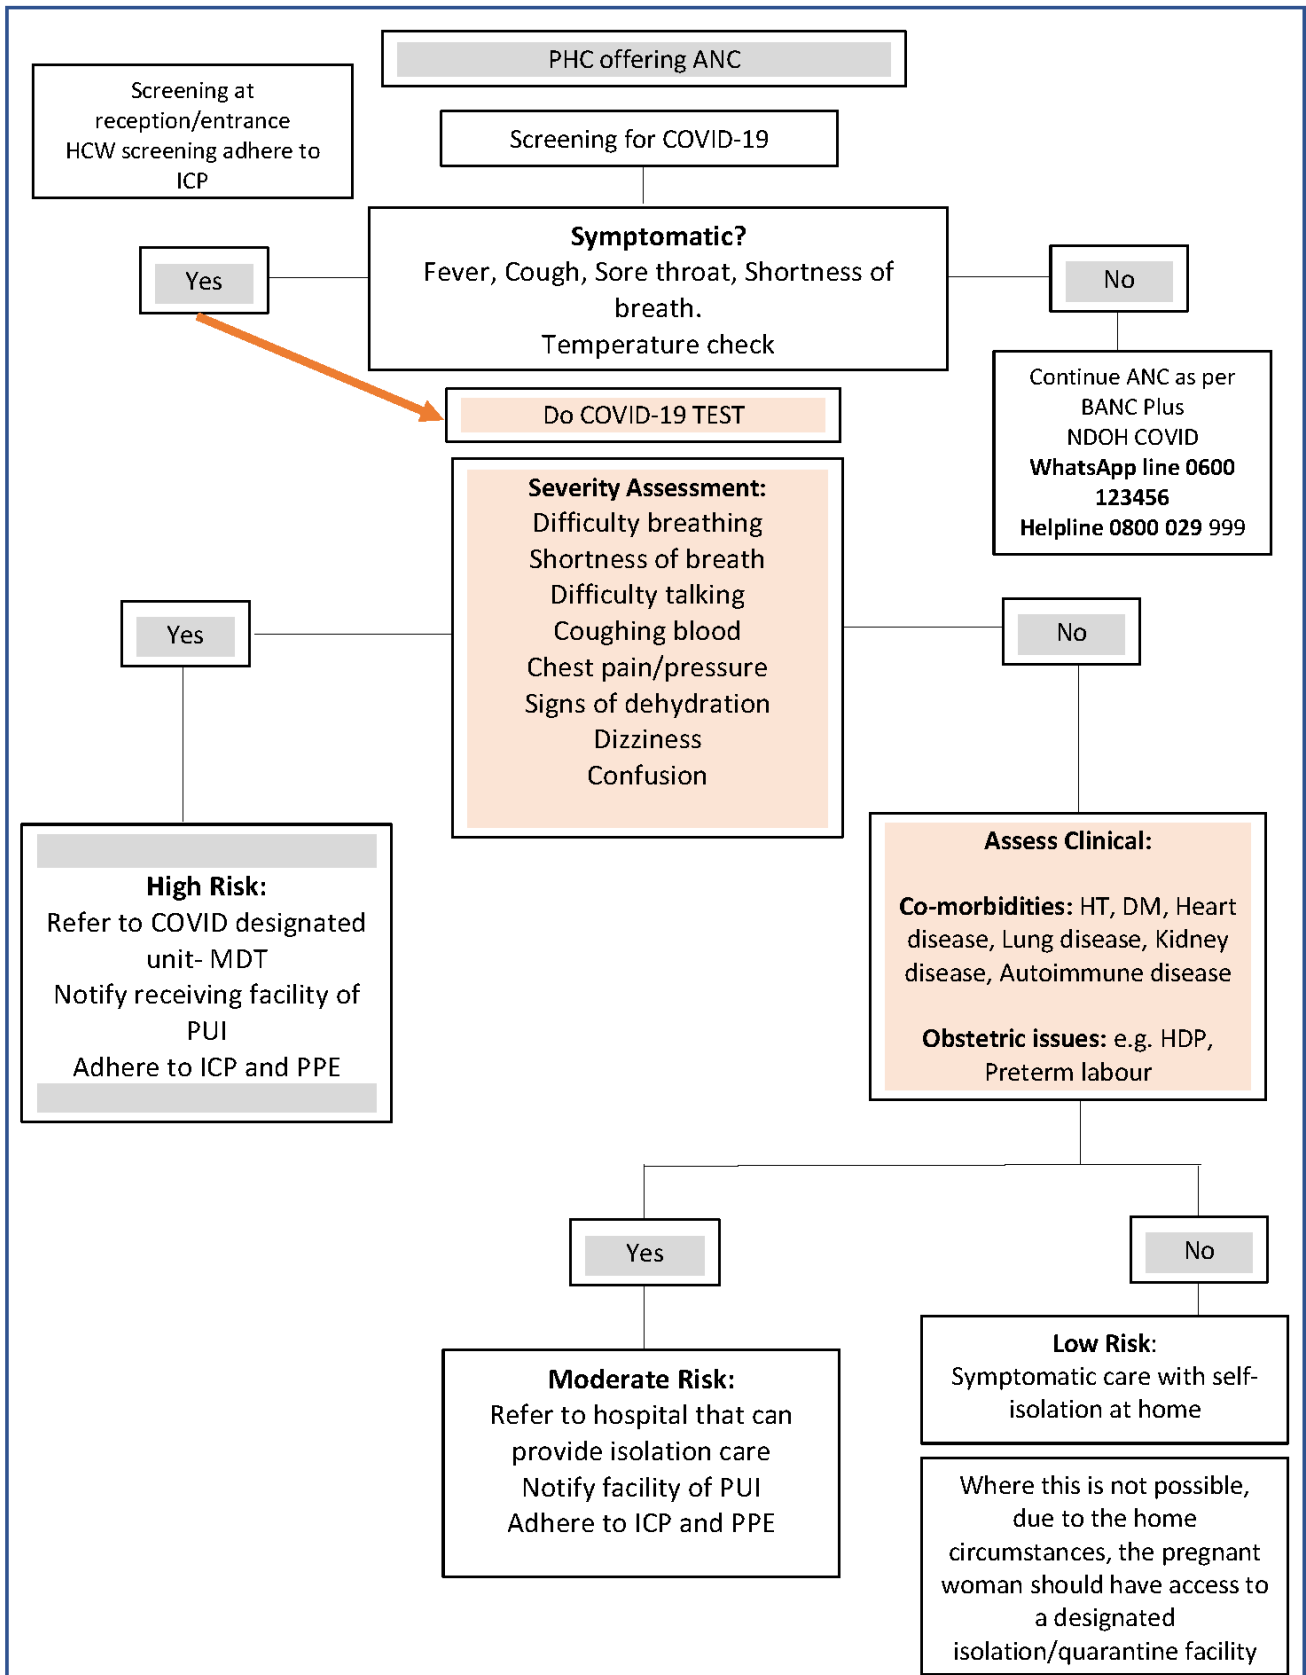 PHC offering ANC
Screening at
reception/entrance
HCW screening adhere to
ICP
Screening for COVID-19
Symptomatic?
Fever, Cough, Sore throat, Shortness of
breath.
Temperature check
Yes
No
Continue ANC as per
BANC Plus
NDOH COVID
WhatsApp line 0600
123456
Helpline 0800 029 999
Do COVID-19 TEST
Severity Assessment:
Difficulty breathing
Shortness of breath
Difficulty talking
Coughing blood
Chest pain/pressure
Signs of dehydration
Dizziness
Confusion
Yes
No
High Risk:
Refer to COVID designated
unit- MDT
Notify receiving facility of
PUI
Adhere to ICP and PPE
Assess Clinical:
Co-morbidities: HT, DM, Heart
disease, Lung disease, Kidney
disease, Autoimmune disease
Obstetric issues: e.g. HDP,
Preterm labour
Yes
No
Moderate Risk:
Refer to hospital that can
provide isolation care
Notify facility of PUI
Adhere to ICP and PPE
Low Risk:
Symptomatic care with self-
isolation at home
Where this is not possible,
due to the home
circumstances, the pregnant
woman should have access to
a designated
isolation/quarantine facility